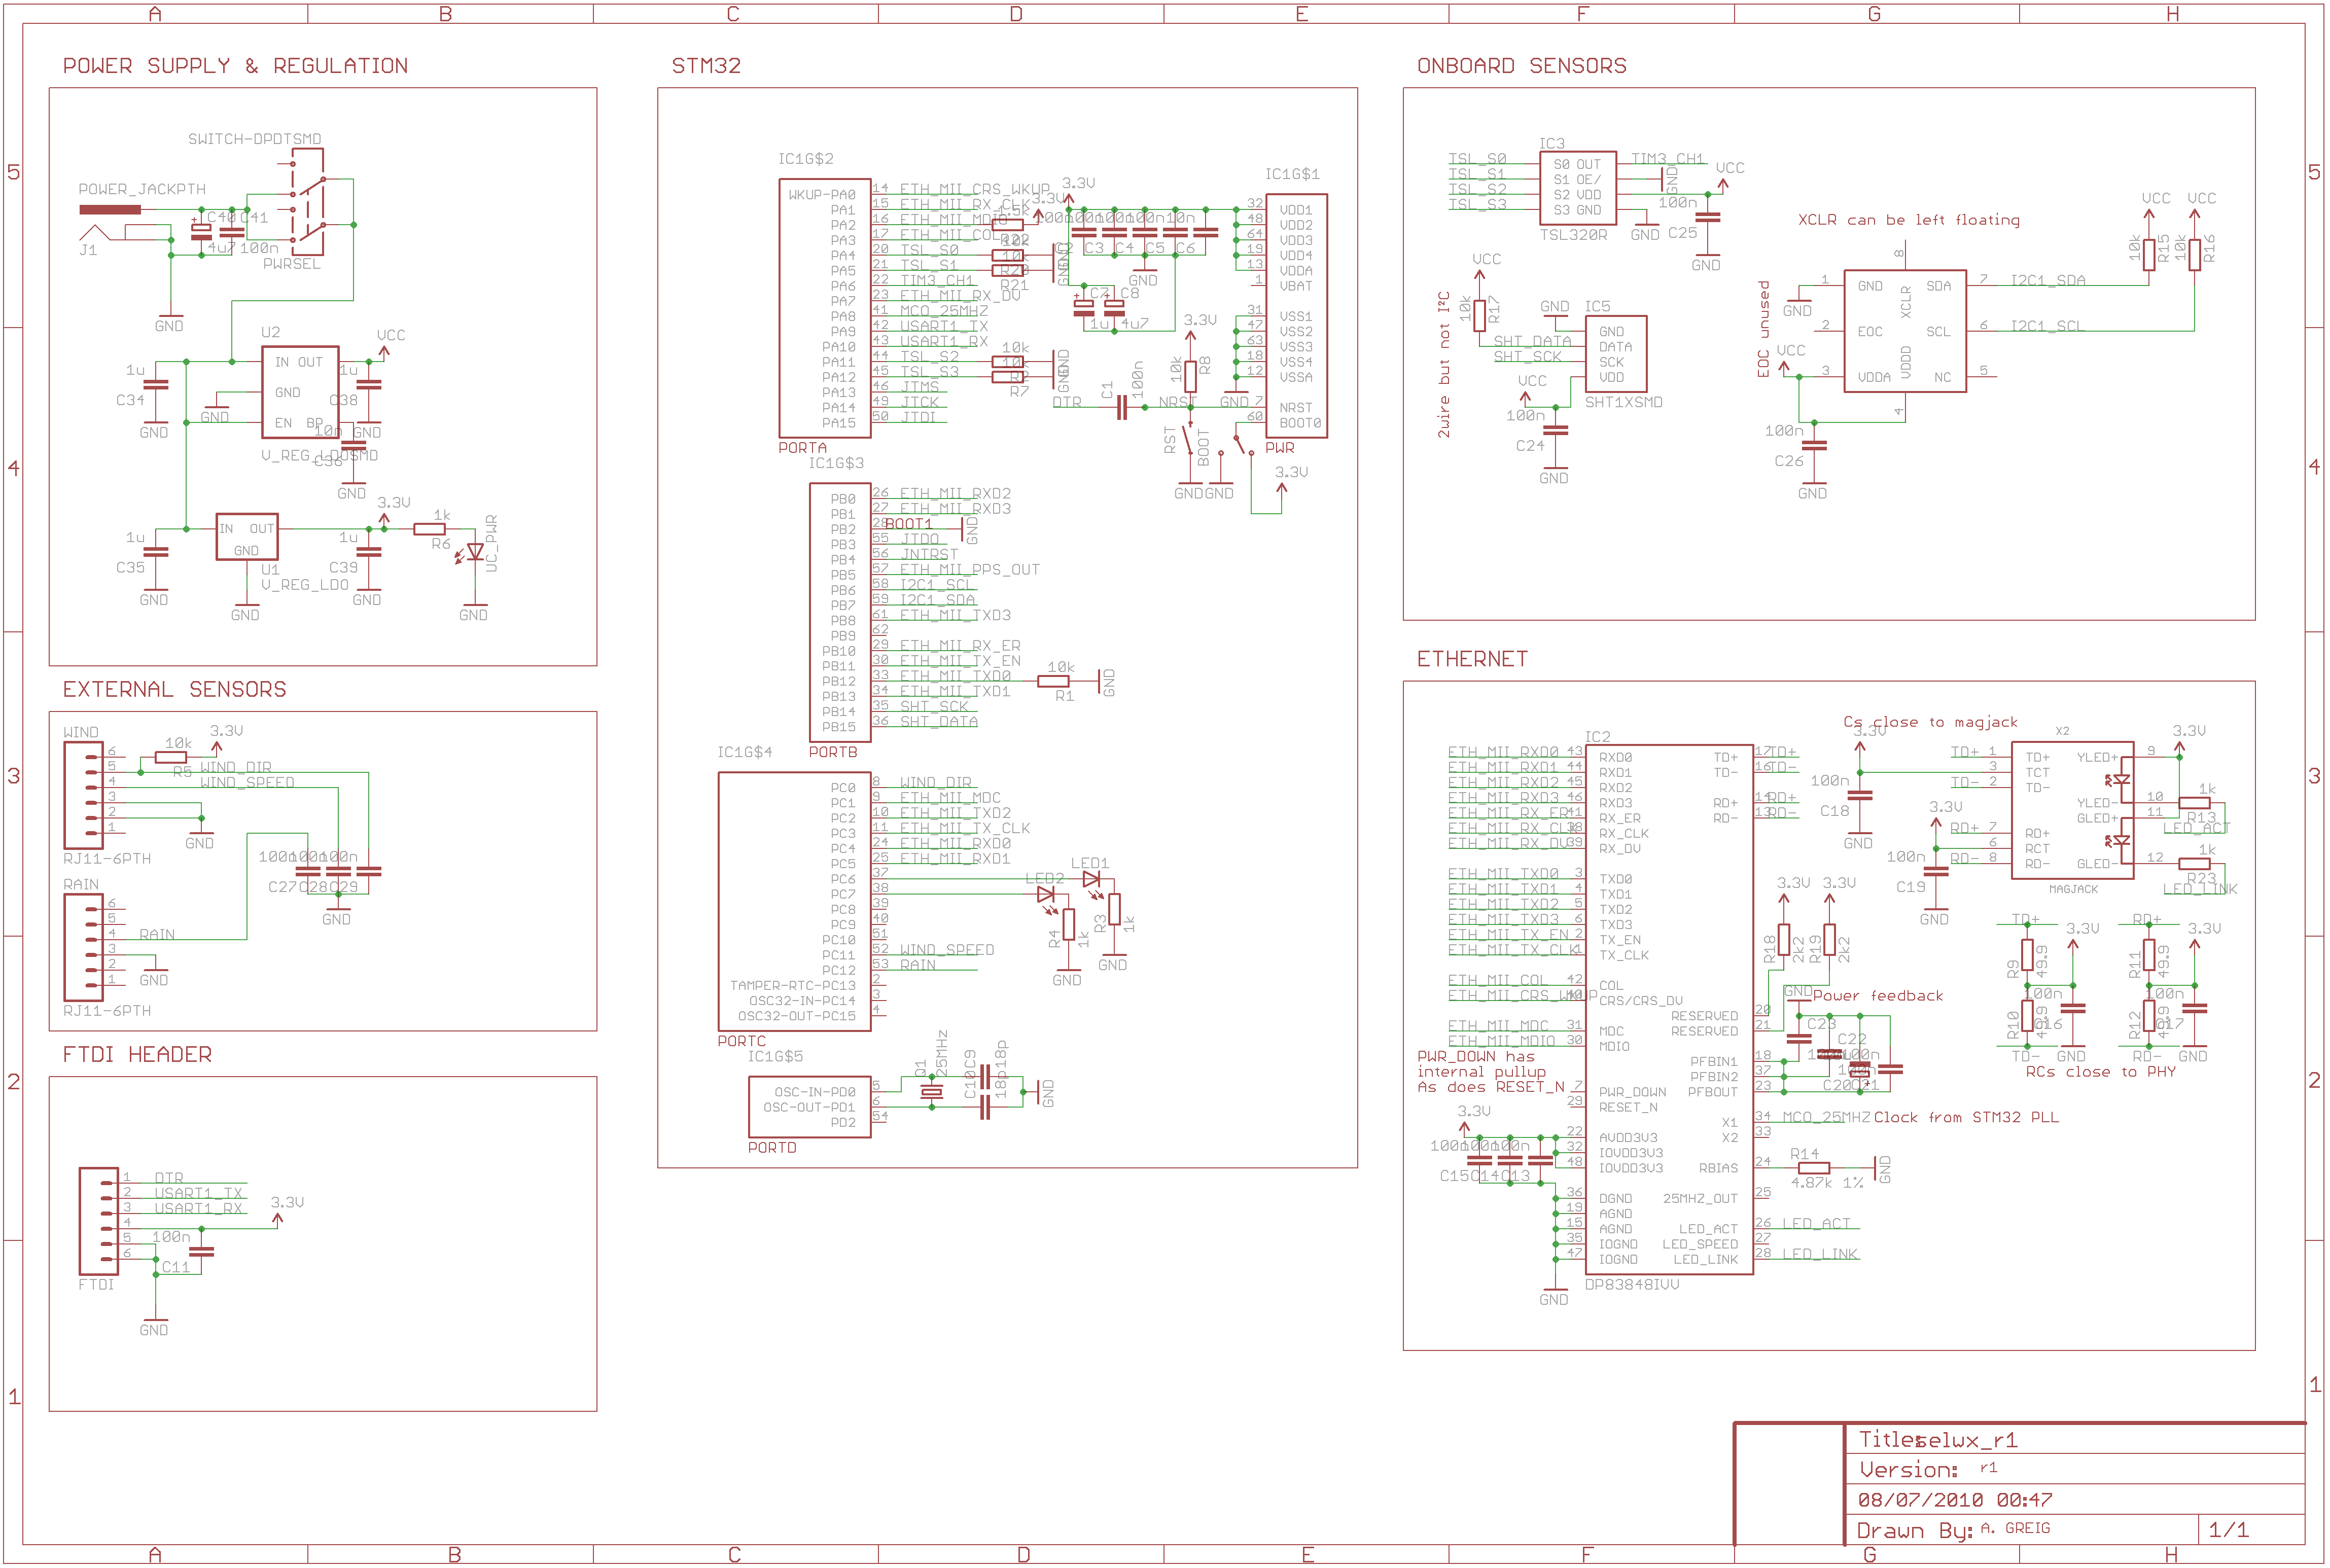 A B C D E F G H
POWER SUPPLY & REGULATION
SWITCH-DPDTSMD
POWER_JACKPTH
J1
C40 C41
4u7 100n
PWRSEL
GND
U2
VCC
1u
IN OUT
1u
C34
GND
C38
GND
EN BP
10n
GND
GND
V_REG_LDOSMD
C36
GND
3.3V
1k
1u
IN OUT
1u
R6
UC_PWR
GND
C35
U1
C39
V_REG_LDO
GND
GND
GND
GND
EXTERNAL SENSORS
WIND
3.3V
10k
6
R5
WIND_DIR
5
WIND_SPEED
4
3
2
1
GND
RJ11-6PTH
100n 100n 100n
C27 C28 C29
RAIN
GND
6
5
RAIN
4
3
2
1
GND
RJ11-6PTH
FTDI HEADER
1 DTR
2 USART1_TX
3 USART1_RX
4
5
6
3.3V
100n
C11
FTDI
GND
STM32
IC1G$2
WKUP-PA0 14 ETH_MII_CRS_WKUP
PA1 15 ETH_MII_RX_CLK
PA2 16 ETH_MII_MDIO
PA3 17 ETH_MII_COL
PA4 20 TSL_S0
PA5 21 TSL_S1
PA6 22 TIM3_CH1
PA7 23 ETH_MII_RX_DV
PA8 41 MCO_25MHZ
PA9 42 USART1_TX
PA10 43 USART1_RX
PA11 44 TSL_S2
PA12 45 TSL_S3
PA13 46 JTMS
PA14 49 JTCK
PA15 50 JTDI
PORTA
3.3V
3.3V
1.5k
R22
10k
10k
R20
R21
GND
GND
10k
10k
R2
R7
GND
GND
100n 100n 100n 100n 10n
C2 C3 C4 C5 C6
GND
C7 C8
1u 4u7
3.3V
10k
R8
DTR
C1
100n
NRST
RST
BOOT
GND GND
3.3V
GND
IC1G$1
32 VDD1
48 VDD2
64 VDD3
19 VDD4
13 VDDA
1 VBAT
31 VSS1
47 VSS2
63 VSS3
18 VSS4
12 VSSA
7 NRST
60 BOOT0
PWR
IC1G$3
PB0 26 ETH_MII_RXD2
PB1 27 ETH_MII_RXD3
PB2 28 BOOT1
GND
PB3 55 JTDO
PB4 56 JNTRST
PB5 57 ETH_MII_PPS_OUT
PB6 58 I2C1_SCL
PB7 59 I2C1_SDA
PB8 61 ETH_MII_TXD3
PB9 62
PB10 29 ETH_MII_RX_ER
PB11 30 ETH_MII_TX_EN
PB12 33 ETH_MII_TXD0
PB13 34 ETH_MII_TXD1
PB14 35 SHT_SCK
PB15 36 SHT_DATA
PORTB
10k
R1
GND
IC1G$4
PC0 8 WIND_DIR
PC1 9 ETH_MII_MDC
PC2 10 ETH_MII_TXD2
PC3 11 ETH_MII_TX_CLK
PC4 24 ETH_MII_RXD0
PC5 25 ETH_MII_RXD1
PC6 37
PC7 38
PC8 39
PC9 40
PC10 51
PC11 52 WIND_SPEED
PC12 53 RAIN
TAMPER-RTC-PC13 2
OSC32-IN-PC14 3
OSC32-OUT-PC15 4
PORTC
LED1
LED2
R4
1k
R3
1k
GND
GND
IC1G$5
OSC-IN-PD0 5
OSC-OUT-PD1 6
PD2 54
PORTD
Q1
25MHz
C10 C9
18p 18p
GND
ONBOARD SENSORS
IC3
TSL_S0 S0 OUT TIM3_CH1
TSL_S1 S1 OE/ GND
TSL_S2 S2 VDD
TSL_S3 S3 GND
TSL320R
GND
VCC
100n
C25
GND
2wire but not I²C
VCC
10k
R17
GND
IC5
GND
SHT_DATA DATA
SHT_SCK SCK
VDD
SHT1XSMD
VCC
100n
C24
GND
XCLR can be left floating
EOC unused
VCC VCC
10k
R15
10k
R16
8
1 GND XCLR SDA 7 I2C1_SDA
GND
2 EOC SCL 6 I2C1_SCL
VCC
3 VDDA VDDD NC 5
4
100n
C26
GND
ETHERNET
IC2
ETH_MII_RXD0 43 RXD0
ETH_MII_RXD1 44 RXD1
ETH_MII_RXD2 45 RXD2
ETH_MII_RXD3 46 RXD3
ETH_MII_RX_ER 41 RX_ER
ETH_MII_RX_CLK 38 RX_CLK
ETH_MII_RX_DV 39 RX_DV
ETH_MII_TXD0 3 TXD0
ETH_MII_TXD1 4 TXD1
ETH_MII_TXD2 5 TXD2
ETH_MII_TXD3 6 TXD3
ETH_MII_TX_EN 2 TX_EN
ETH_MII_TX_CLK 1 TX_CLK
ETH_MII_COL 42 COL
ETH_MII_CRS_WKUP 40 CRS/CRS_DV
ETH_MII_MDC 31 MDC
ETH_MII_MDIO 30 MDIO
PWR_DOWN has
internal pullup
As does RESET_N
7 PWR_DOWN
29 RESET_N
3.3V
100n 100n 100n
C15 C14 C13
22 AVDD3V3
32 IOVDD3V3
48 IOVDD3V3
36 DGND
19 AGND
15 AGND
35 IOGND
47 IOGND
GND
DP83848IVV
TD+ 17 TD+
TD- 16 TD-
RD+ 14 RD+
RD- 13 RD-
RESERVED 20
RESERVED 21
PFBIN1 18
PFBIN2 37
PFBOUT 23
X1 34 MCO_25MHZ Clock from STM32 PLL
X2 33
RBIAS 24
R14
4.87k 1%
GND
25MHZ_OUT 25
LED_ACT 26 LED_ACT
LED_SPEED 27
LED_LINK 28 LED_LINK
3.3V 3.3V
R18
2k2
R19
2k2
GND
Power feedback
C23
C22
100n
100n
C20 C21
Cs close to magjack
3.3V
100n
C18
GND
3.3V
100n
C19
GND
X2
TD+ 1 TD+
3 TCT
TD- 2 TD-
RD+ 7 RD+
6 RCT
RD- 8 RD-
YLED+ 9
YLED- 10
GLED+ 11
GLED- 12
MAGJACK
3.3V
1k
R13
LED_ACT
1k
R23
LED_LINK
TD+
R9
49.9
3.3V
100n
R10
49.9
C16
TD-
GND
RD+
R11
49.9
3.3V
100n
R12
49.9
C17
RD-
GND
RCs close to PHY
Title: selwx_r1
Version: r1
08/07/2010 00:47
Drawn By: A. GREIG
1/1
A B C D E F G H
5 4 3 2 1
5 4 3 2 1